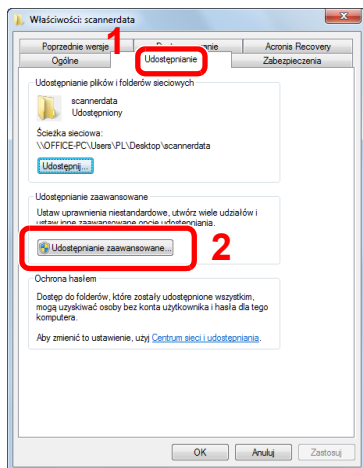 Właściwości: scannerdata
Poprzednie wersje
Acronis Recovery
1
Ogólne
Udostępnianie
Zabezpieczenia
Udostępnianie plików i folderów sieciowych
scannerdata
Udostępniony
Ścieżka sieciowa:
\\OFFICE-PC\Users\PL\Desktop\scannerdata
Udostępnij...
Udostępnianie zaawansowane
Ustaw uprawnienia niestandardowe, utwórz wiele udziałów i
ustaw inne zaawansowane opcje udostępniania.
Udostępnianie zaawansowane...
2
Ochrona hasłem
Dostęp do folderów, które zostały udostępnione wszystkim,
mogą uzyskiwać osoby bez konta użytkownika i hasła dla tego
komputera.
Aby zmienić to ustawienie, użyj Centrum sieci i udostępniania.
OK
Anuluj
Zastosuj